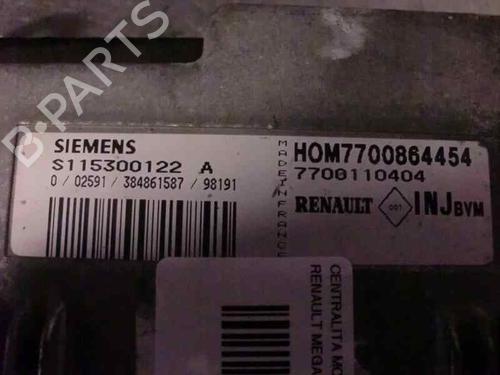 B-PARTS
SIEMENS
S115300122 A
0 / 02591 / 384861587 / 98191
MADE IN FRANCE
HOM7700864454
7700110404
RENAULT 001 INJ BVM
CENTRALITA MO
RENAULT MEGA